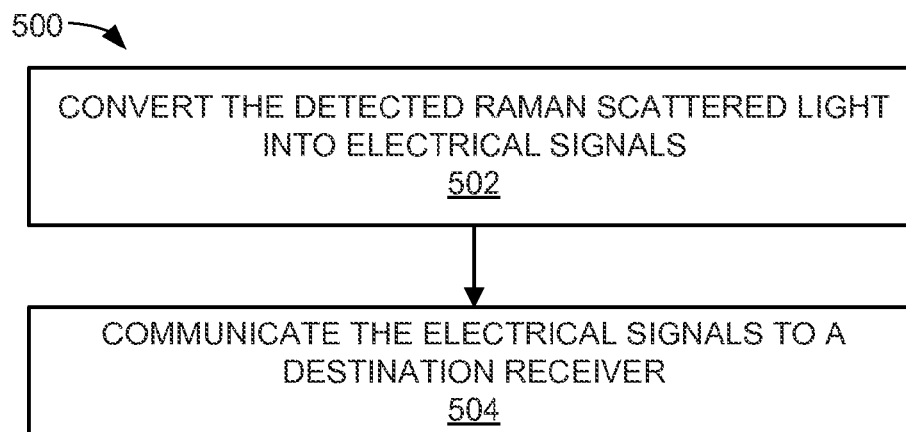 500
CONVERT THE DETECTED RAMAN SCATTERED LIGHT
INTO ELECTRICAL SIGNALS
502
COMMUNICATE THE ELECTRICAL SIGNALS TO A
DESTINATION RECEIVER
504